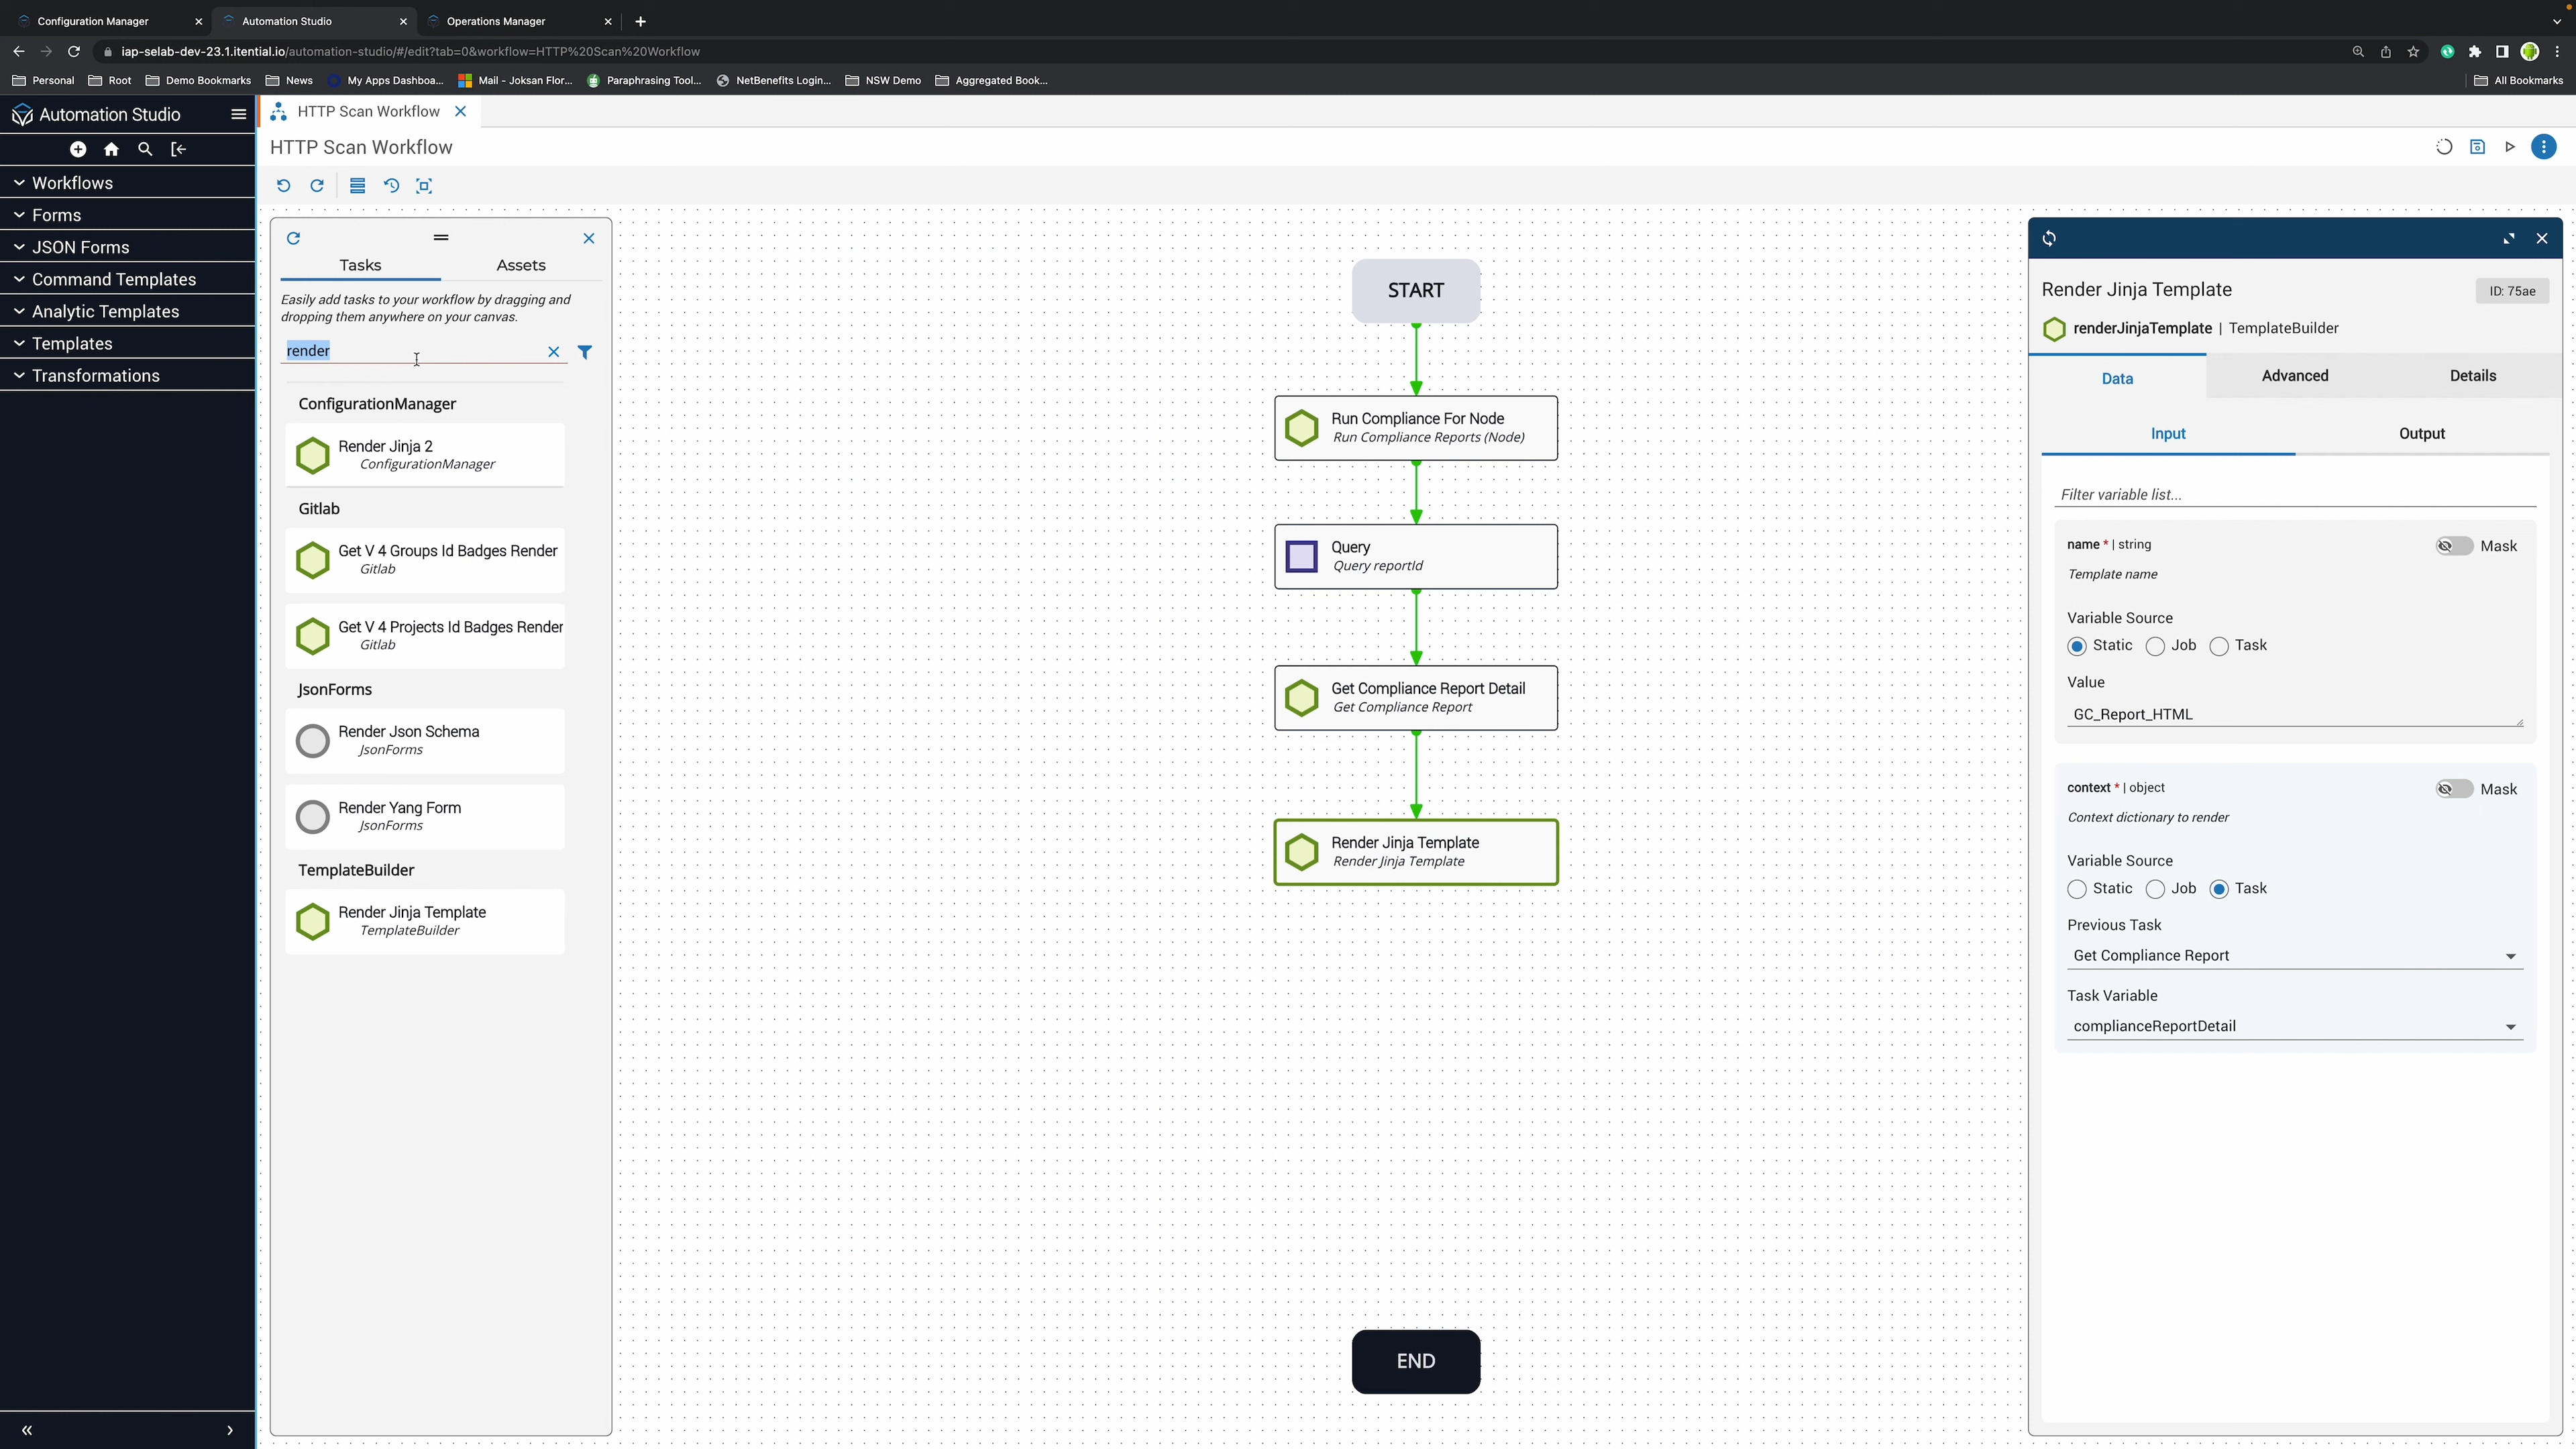 Configuration Manager
Automation Studio
Operations Manager
iap-selab-dev-23.1.itential.io/automation-studio/#/edit?tab=0&workflow=HTTP%20Scan%20Workflow
Personal
Root
Demo Bookmarks
News
My Apps Dashboa...
Mail - Joksan Flor...
Paraphrasing Tool...
NetBenefits Login...
NSW Demo
Aggregated Book...
All Bookmarks
Automation Studio
Workflows
Forms
JSON Forms
Command Templates
Analytic Templates
Templates
Transformations
HTTP Scan Workflow
HTTP Scan Workflow
Tasks
Assets
Easily add tasks to your workflow by dragging and
dropping them anywhere on your canvas.
render
ConfigurationManager
Render Jinja 2
ConfigurationManager
Gitlab
Get V 4 Groups Id Badges Render
Gitlab
Get V 4 Projects Id Badges Render
Gitlab
JsonForms
Render Json Schema
JsonForms
Render Yang Form
JsonForms
TemplateBuilder
Render Jinja Template
TemplateBuilder
START
Run Compliance For Node
Run Compliance Reports (Node)
Query
Query reportId
Get Compliance Report Detail
Get Compliance Report
Render Jinja Template
Render Jinja Template
END
Render Jinja Template
ID: 75ae
renderJinjaTemplate | TemplateBuilder
Data
Advanced
Details
Input
Output
Filter variable list...
name * | string
Mask
Template name
Variable Source
Static
Job
Task
Value
GC_Report_HTML
context * | object
Mask
Context dictionary to render
Variable Source
Static
Job
Task
Previous Task
Get Compliance Report
Task Variable
complianceReportDetail